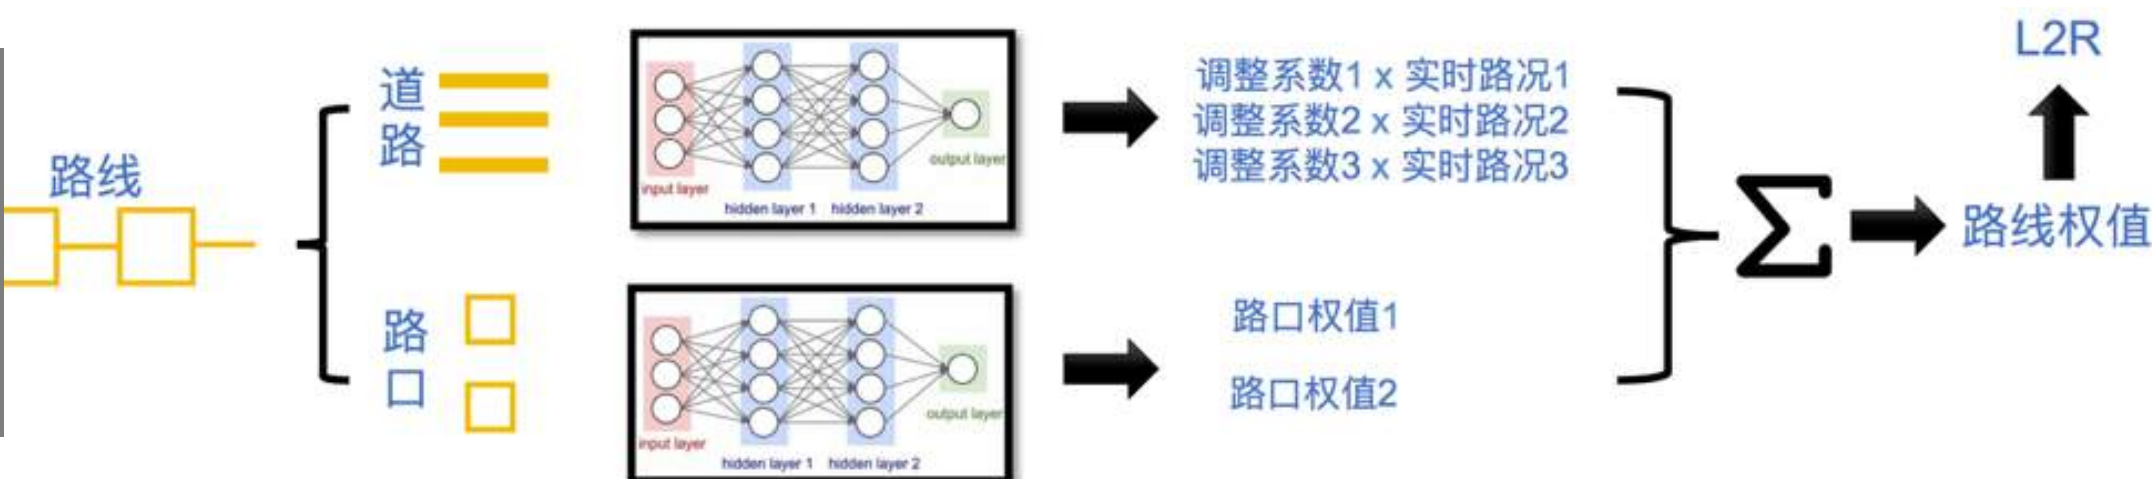 路线
道路
路口
input layer
hidden layer 1 hidden layer 2
output layer
input layer
hidden layer 1 hidden layer 2
output layer
调整系数1 x 实时路况1
调整系数2 x 实时路况2
调整系数3 x 实时路况3
路口权值1
路口权值2
Σ
路线权值
L2R